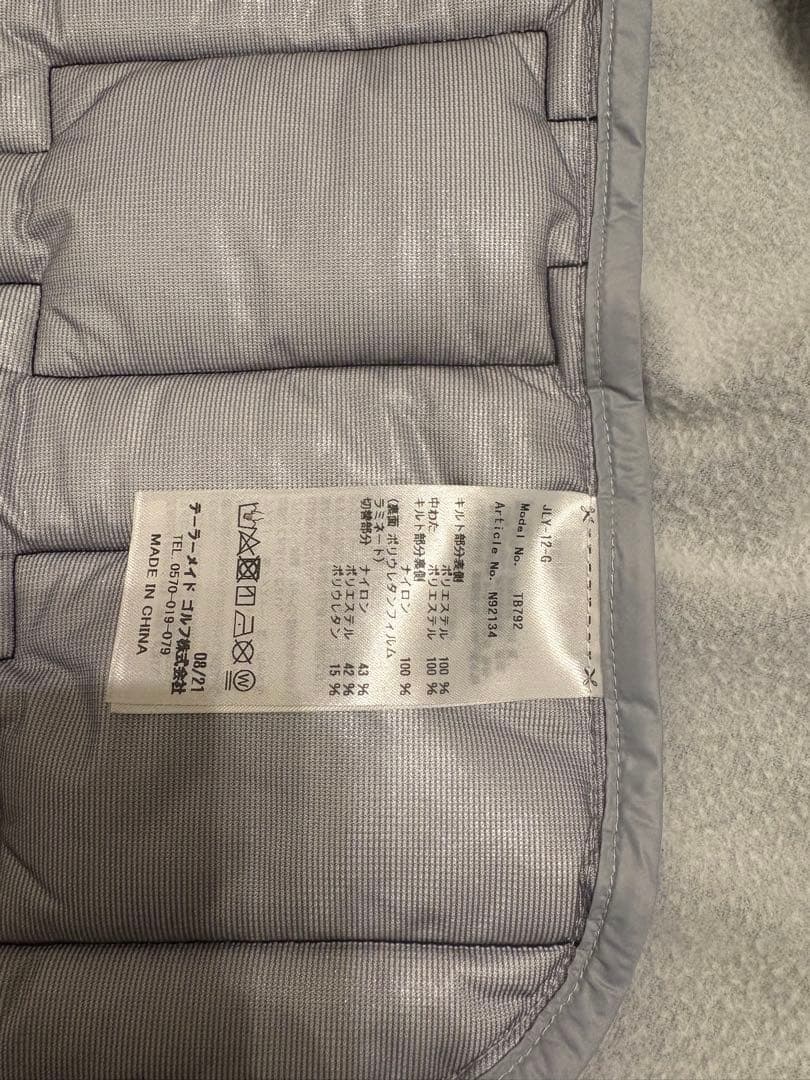 JLY-12-G
Model No. TB792
Article No. N92134
キルト部分表側 ポリエステル 100 %
中わた ポリエステル 100 %
キルト部分裏側
ナイロン 100 %
(裏面 ポリウレタンフィルム
ラミネート)
切替部分 ナイロン 43 %
ポリエステル 42 %
ポリウレタン 15 %
08/21
テーラーメイド ゴルフ株式会社
TEL 0570-019-079
MADE IN CHINA